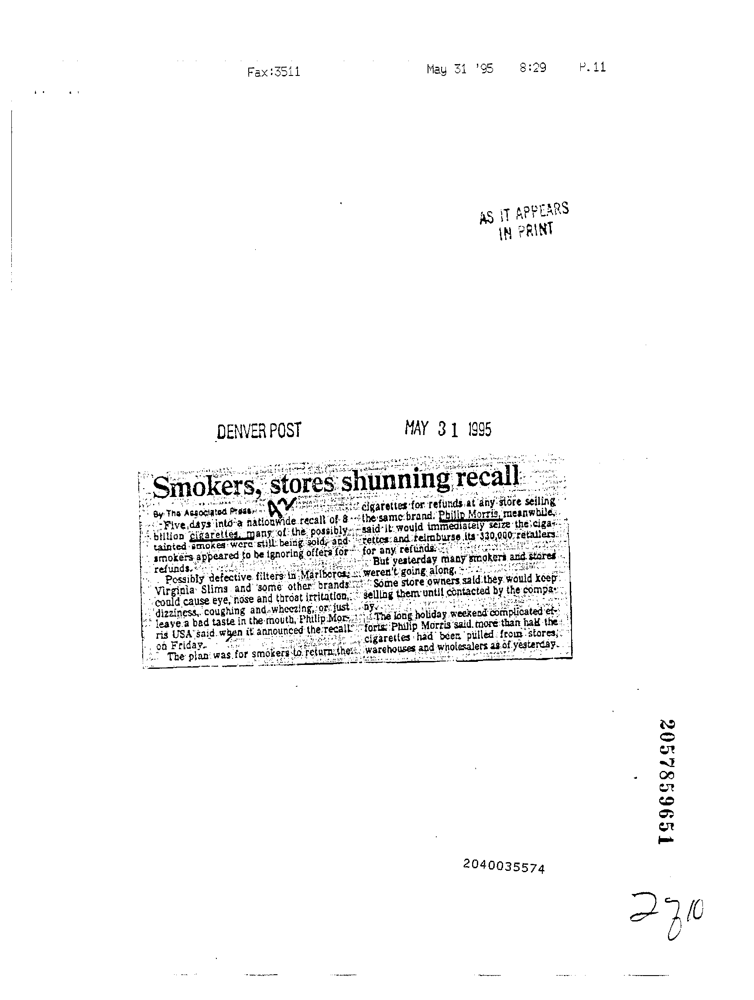 Fax:3511 May 31 '95 8:29 P.11
AS IT APPEARS
IN PRINT
DENVER POST MAY 31 1995
Smokers, stores shunning recall
By The Associated Press
Five days into a nationwide recall of 8
billion cigarettes, many of the possibly
tainted smokes were still being sold, and
smokers appeared to be ignoring offers for
refunds.
Possibly defective filters in Marlboros,
Virginia Slims and some other brands
could cause eye, nose and throat irritation,
dizziness, coughing and wheezing, or just
leave a bad taste in the mouth, Philip Mor-
ris USA said when it announced the recall
on Friday.
The plan was for smokers to return the
cigarettes for refunds at any store selling
the same brand. Philip Morris, meanwhile,
said it would immediately seize the ciga-
rettes and reimburse its 330,000 retailers
for any refunds.
But yesterday many smokers and stores
weren't going along.
Some store owners said they would keep
selling them until contacted by the compa-
ny.
The long holiday weekend complicated ef-
forts. Philip Morris said more than half the
cigarettes had been pulled from stores,
warehouses and wholesalers as of yesterday.
2057859651
2040035574